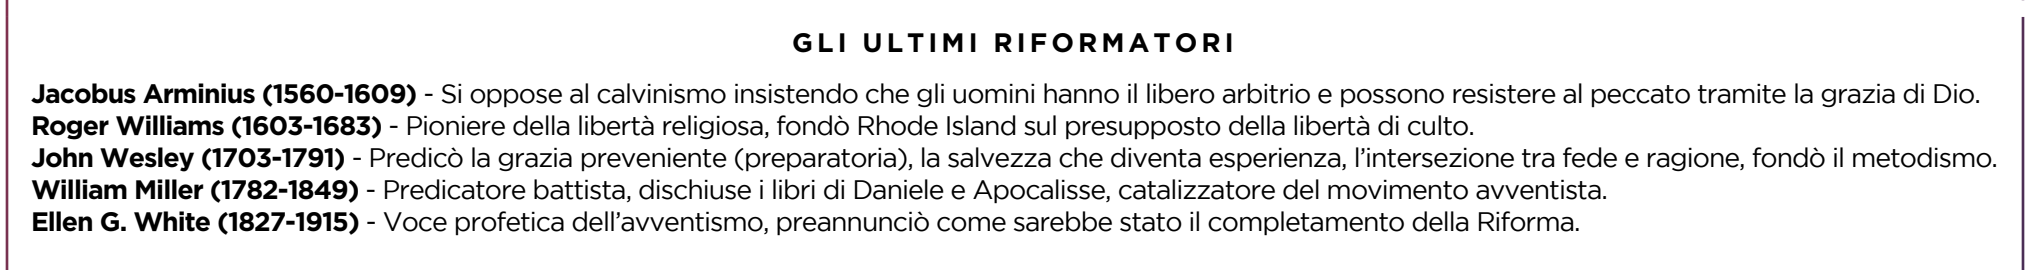 GLI ULTIMI RIFORMATORI
Jacobus Arminius (1560-1609) - Si oppose al calvinismo insistendo che gli uomini hanno il libero arbitrio e possono resistere al peccato tramite la grazia di Dio.
Roger Williams (1603-1683) - Pioniere della libertà religiosa, fondò Rhode Island sul presupposto della libertà di culto.
John Wesley (1703-1791) - Predicò la grazia preveniente (preparatoria), la salvezza che diventa esperienza, l’intersezione tra fede e ragione, fondò il metodismo.
William Miller (1782-1849) - Predicatore battista, dischiuse i libri di Daniele e Apocalisse, catalizzatore del movimento avventista.
Ellen G. White (1827-1915) - Voce profetica dell’avventismo, preannunciò come sarebbe stato il completamento della Riforma.